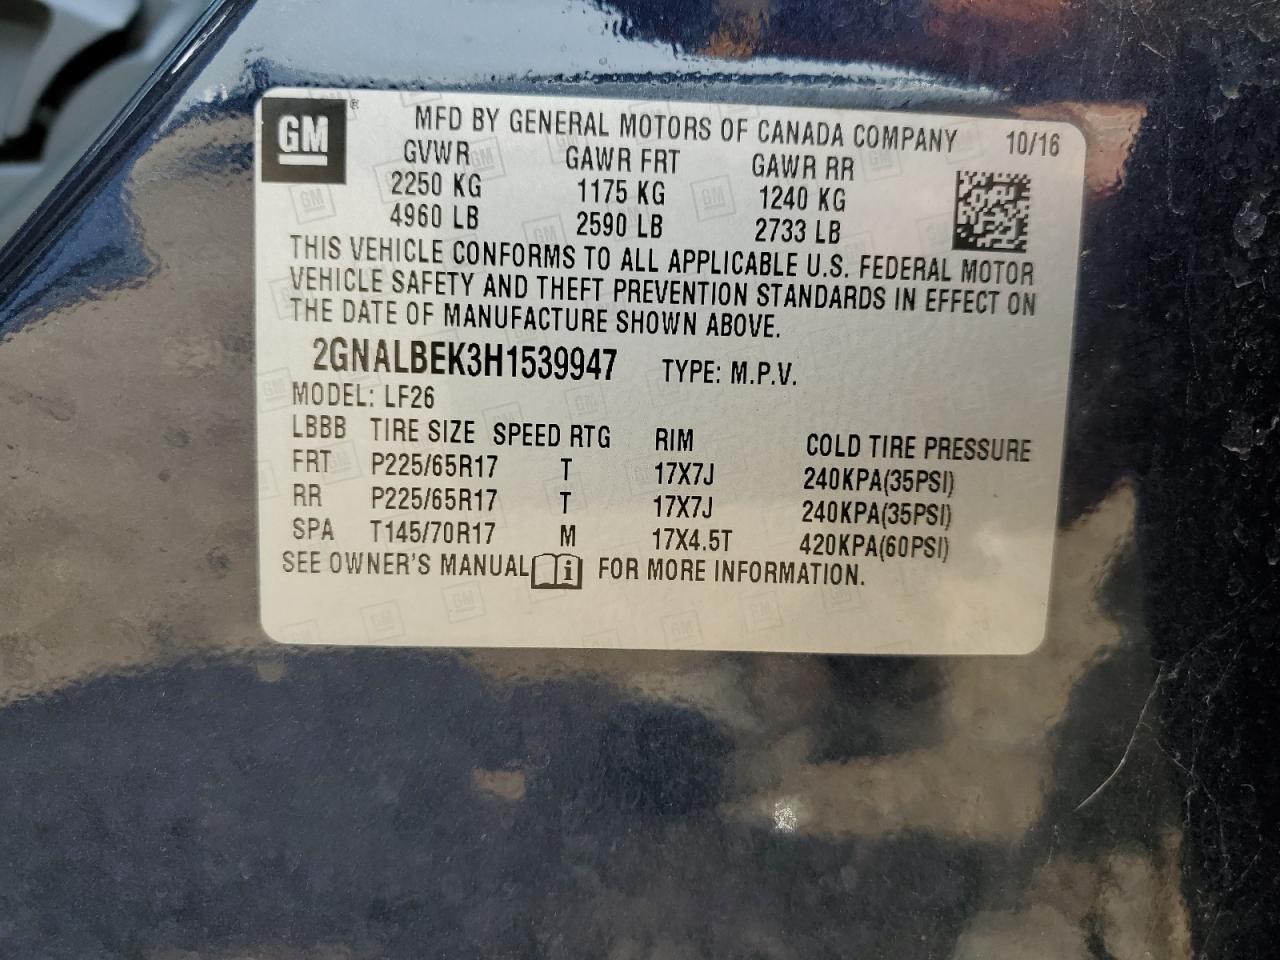 GM ®
MFD BY GENERAL MOTORS OF CANADA COMPANY 10/16
GVWR GAWR FRT GAWR RR
2250 KG 1175 KG 1240 KG
4960 LB 2590 LB 2733 LB
THIS VEHICLE CONFORMS TO ALL APPLICABLE U.S. FEDERAL MOTOR
VEHICLE SAFETY AND THEFT PREVENTION STANDARDS IN EFFECT ON
THE DATE OF MANUFACTURE SHOWN ABOVE.
2GNALBEK3H1539947 TYPE: M.P.V.
MODEL: LF26
LBBB TIRE SIZE SPEED RTG RIM COLD TIRE PRESSURE
FRT P225/65R17 T 17X7J 240KPA(35PSI)
RR P225/65R17 T 17X7J 240KPA(35PSI)
SPA T145/70R17 M 17X4.5T 420KPA(60PSI)
SEE OWNER'S MANUAL i FOR MORE INFORMATION.